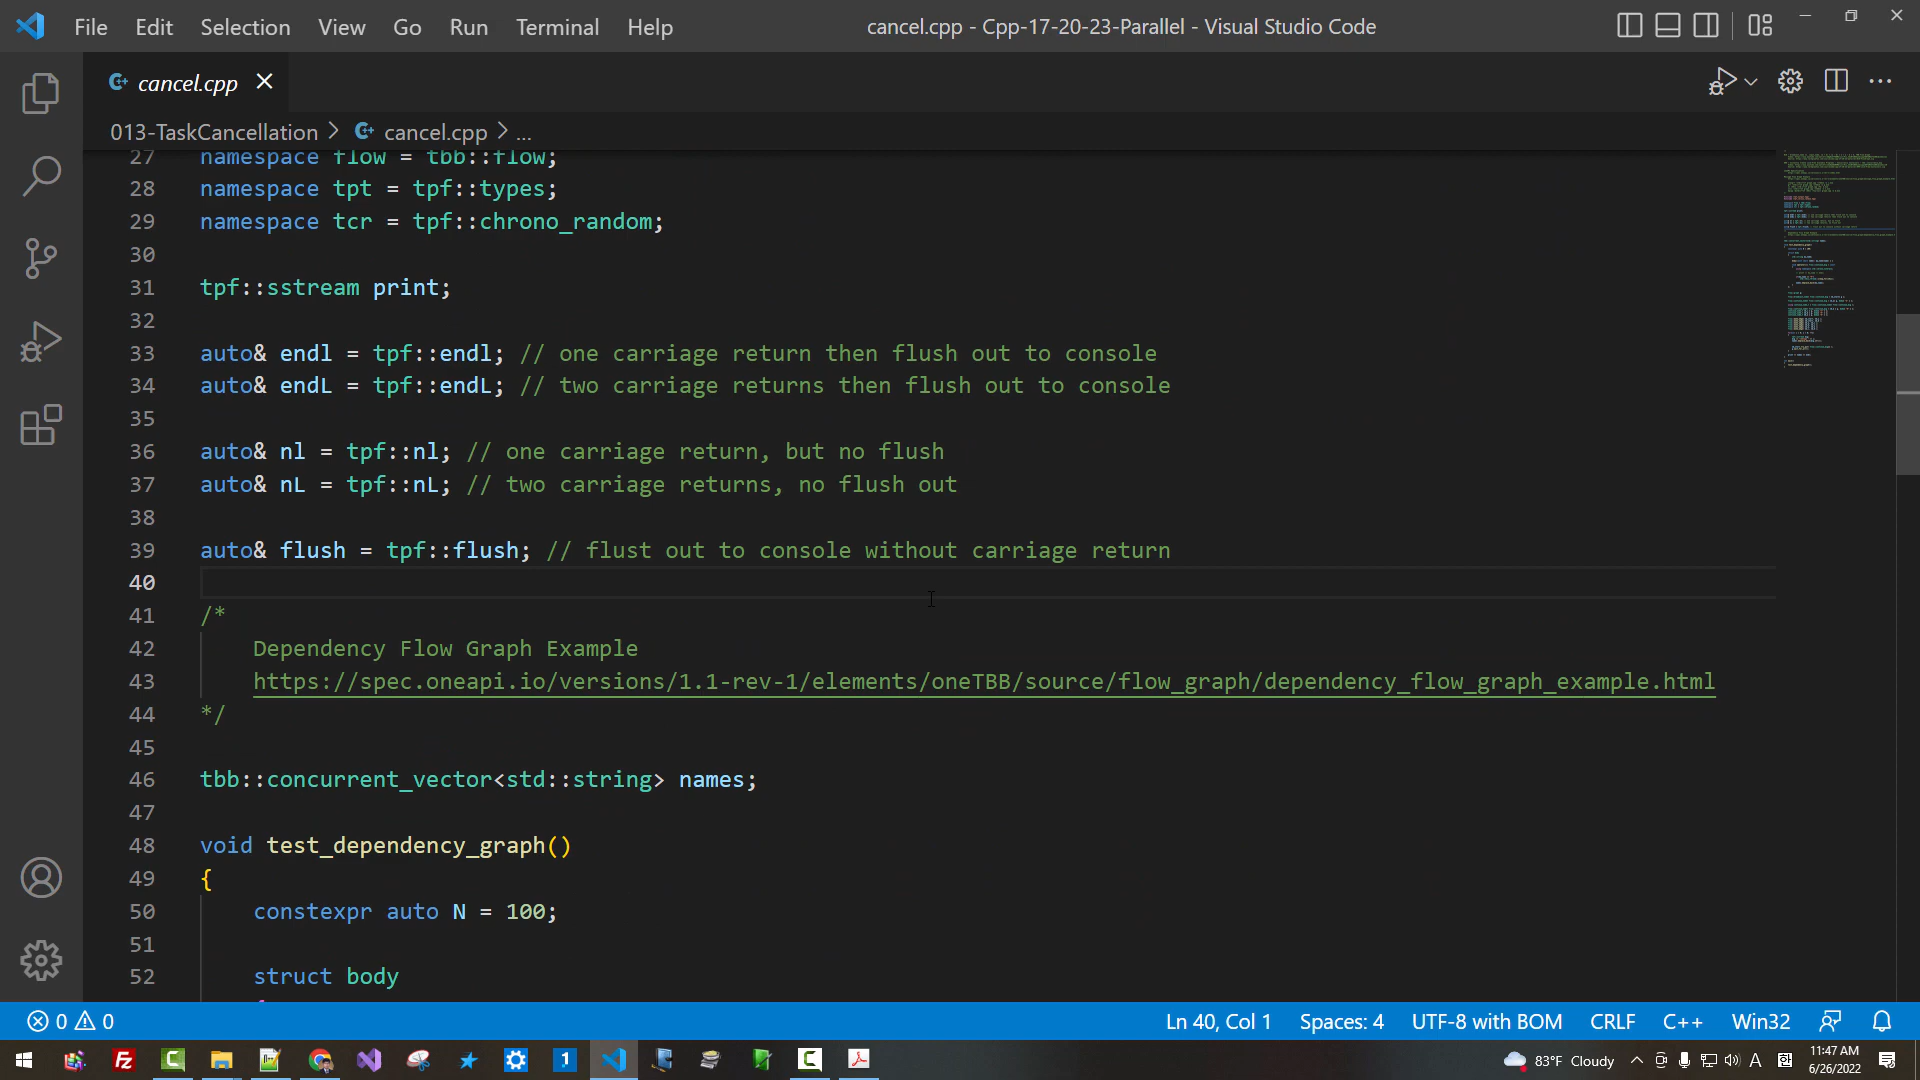 File Edit Selection View Go Run Terminal Help
cancel.cpp - Cpp-17-20-23-Parallel - Visual Studio Code
cancel.cpp
013-TaskCancellation > cancel.cpp > ...
27 namespace flow = tbb::flow;
28 namespace tpt = tpf::types;
29 namespace tcr = tpf::chrono_random;
30
31 tpf::sstream print;
32
33 auto& endl = tpf::endl; // one carriage return then flush out to console
34 auto& endL = tpf::endL; // two carriage returns then flush out to console
35
36 auto& nl = tpf::nl; // one carriage return, but no flush
37 auto& nL = tpf::nL; // two carriage returns, no flush out
38
39 auto& flush = tpf::flush; // flust out to console without carriage return
40
41 /*
42 Dependency Flow Graph Example
43 https://spec.oneapi.io/versions/1.1-rev-1/elements/oneTBB/source/flow_graph/dependency_flow_graph_example.html
44 */
45
46 tbb::concurrent_vector<std::string> names;
47
48 void test_dependency_graph()
49 {
50 constexpr auto N = 100;
51
52 struct body
0 0 Ln 40, Col 1 Spaces: 4 UTF-8 with BOM CRLF C++ Win32
83°F Cloudy A 한 11:47 AM
6/26/2022